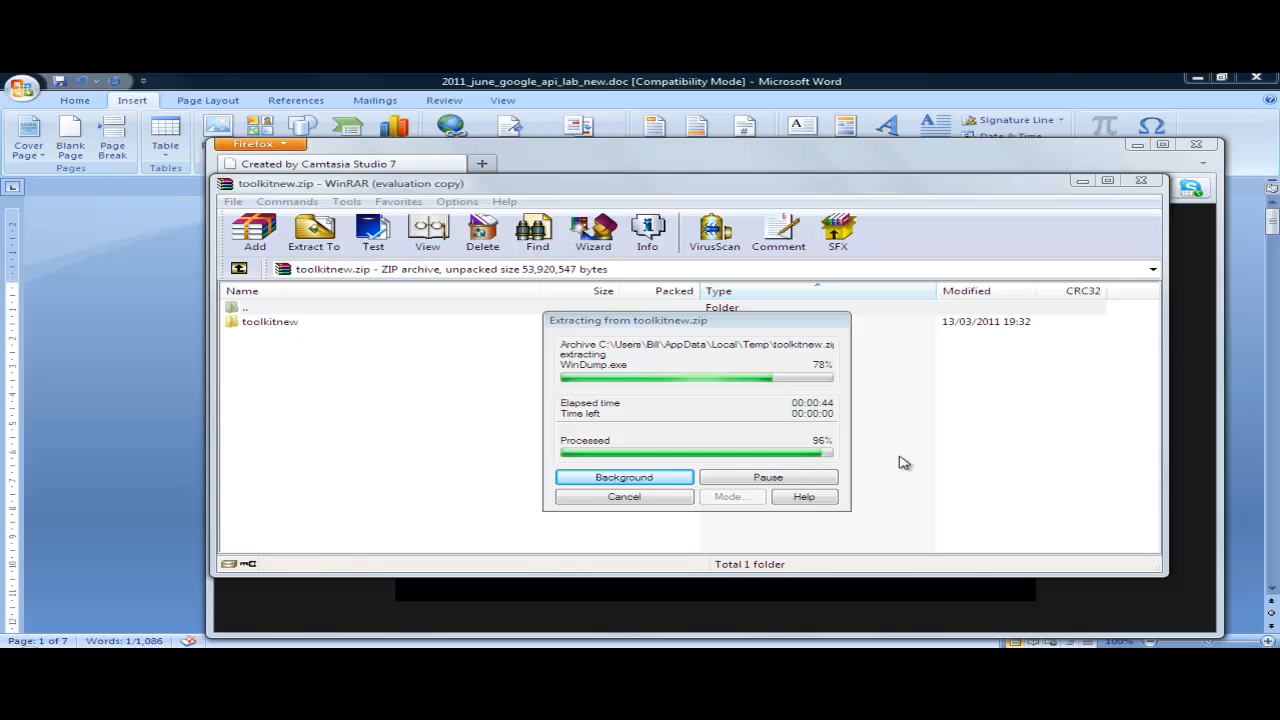 2011_june_google_api_lab_new.doc [Compatibility Mode] - Microsoft Word
Home Insert Page Layout References Mailings Review View
Signature Line
Date & Time
Cover Page Blank Page Page Break Table
Pages Tables
Firefox
Created by Camtasia Studio 7
toolkitnew.zip - WinRAR (evaluation copy)
File Commands Tools Favorites Options Help
Add Extract To Test View Delete Find Wizard Info VirusScan Comment SFX
toolkitnew.zip - ZIP archive, unpacked size 53,920,547 bytes
Name Size Packed Type Modified CRC32
.. Folder
toolkitnew 13/03/2011 19:32
Extracting from toolkitnew.zip
Archive C:\Users\Bill\AppData\Local\Temp\toolkitnew.zi
extracting
WinDump.exe 78%
Elapsed time 00:00:44
Time left 00:00:00
Processed 96%
Background Pause
Cancel Mode... Help
Total 1 folder
Page: 1 of 7 Words: 1/1,086 100%